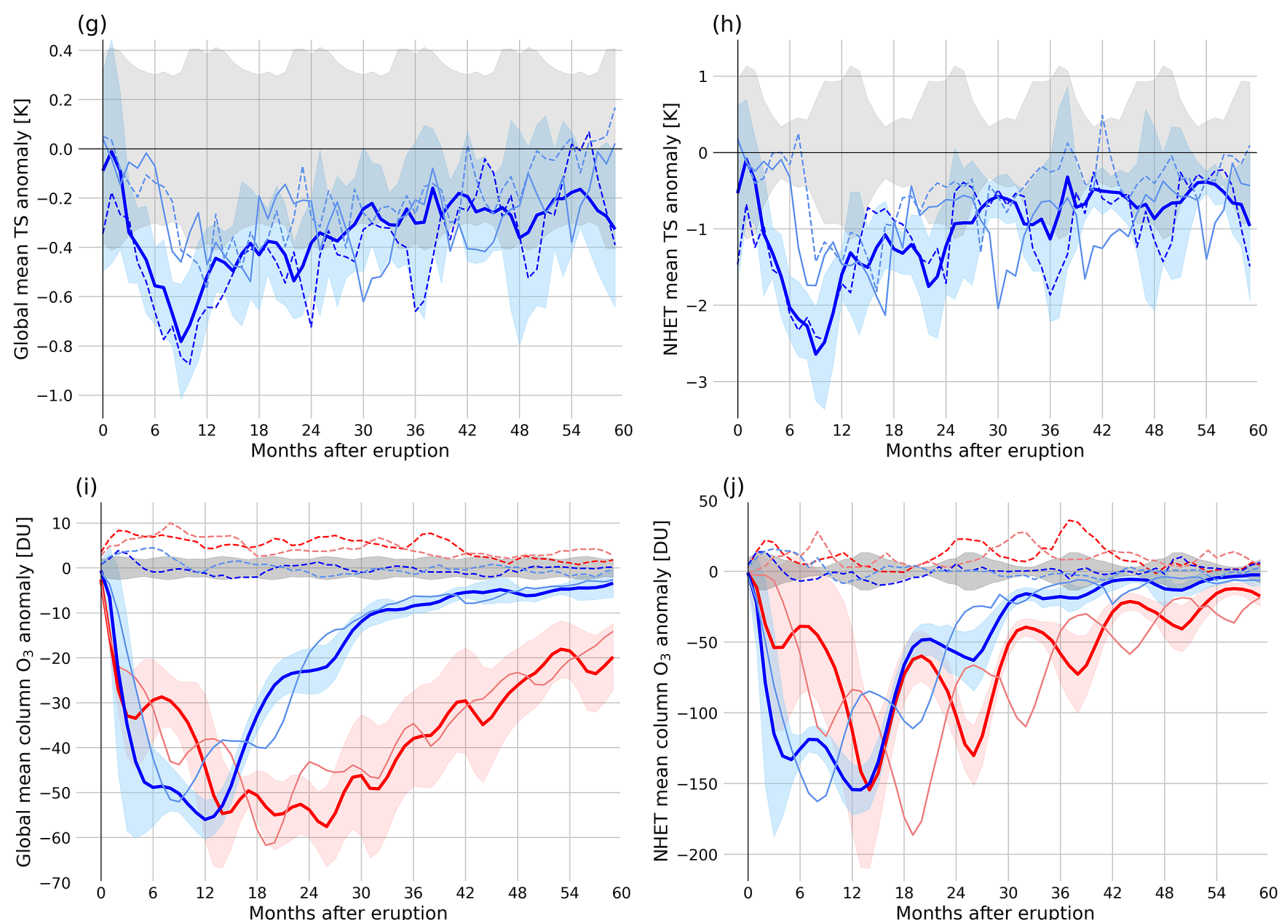 (g)
Global mean TS anomaly [K]
0.4
0.2
0.0
−0.2
−0.4
−0.6
−0.8
−1.0
0 6 12 18 24 30 36 42 48 54 60
Months after eruption
(h)
NHET mean TS anomaly [K]
1
0
−1
−2
−3
0 6 12 18 24 30 36 42 48 54 60
Months after eruption
(i)
Global mean column O₃ anomaly [DU]
10
0
−10
−20
−30
−40
−50
−60
−70
0 6 12 18 24 30 36 42 48 54 60
Months after eruption
(j)
NHET mean column O₃ anomaly [DU]
50
0
−50
−100
−150
−200
0 6 12 18 24 30 36 42 48 54 60
Months after eruption